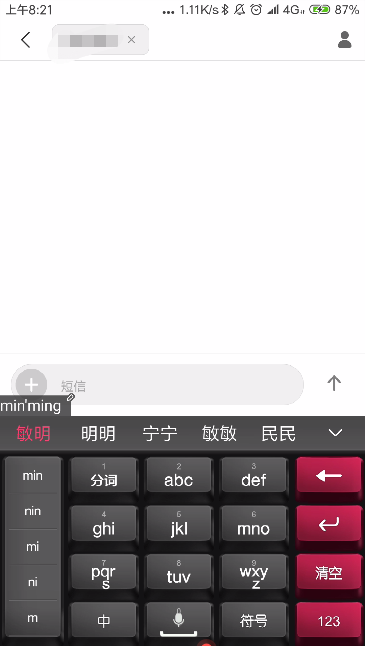 上午8:21 ... 1.11K/s 4G 87%
短信
min'ming
敏明 明明 宁宁 敏敏 民民
min
nin
mi
ni
m
1 分词 2 abc 3 def
4 ghi 5 jkl 6 mno
7 pqrs 8 tuv 9 wxyz 清空
中 符号 123